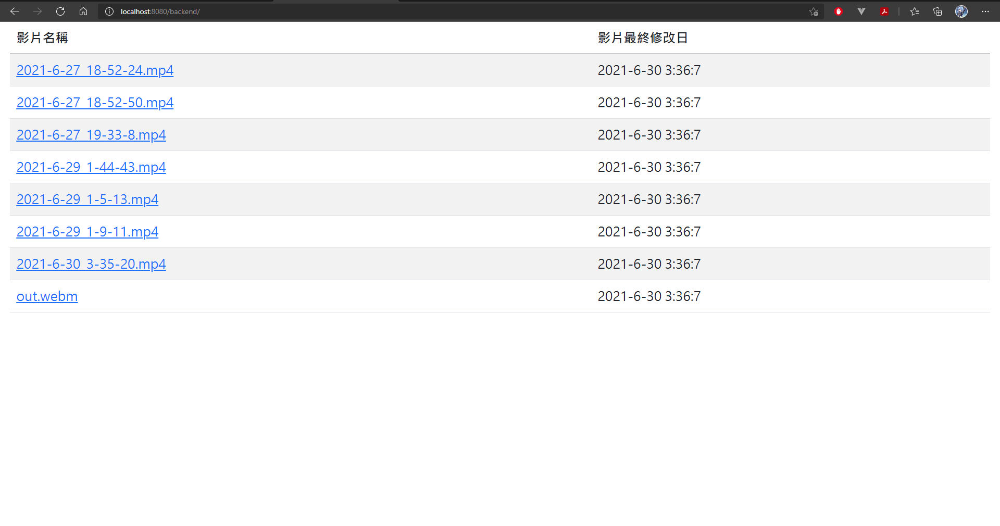 localhost:8080/backend/
影片名稱 影片最終修改日
2021-6-27_18-52-24.mp4 2021-6-30 3:36:7
2021-6-27_18-52-50.mp4 2021-6-30 3:36:7
2021-6-27_19-33-8.mp4 2021-6-30 3:36:7
2021-6-29_1-44-43.mp4 2021-6-30 3:36:7
2021-6-29_1-5-13.mp4 2021-6-30 3:36:7
2021-6-29_1-9-11.mp4 2021-6-30 3:36:7
2021-6-30_3-35-20.mp4 2021-6-30 3:36:7
out.webm 2021-6-30 3:36:7